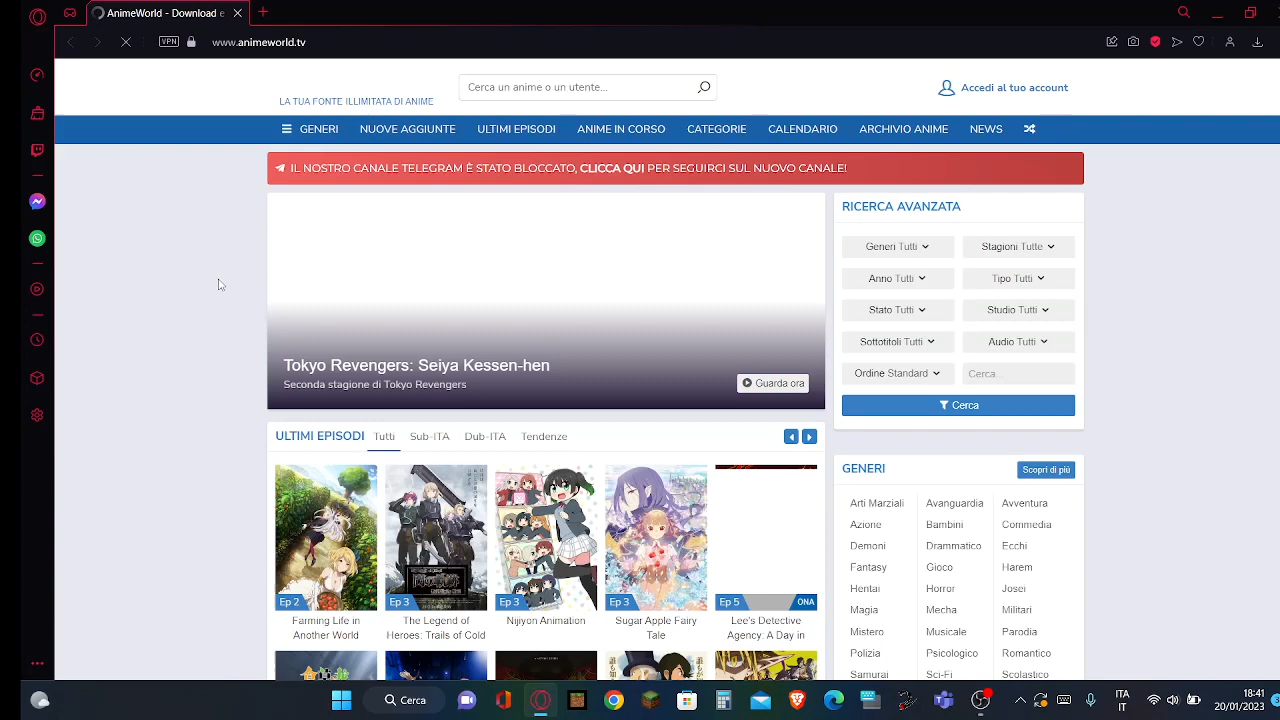 AnimeWorld - Download e
VPN
www.animeworld.tv
LA TUA FONTE ILLIMITATA DI ANIME
Cerca un anime o un utente...
Accedi al tuo account
GENERI NUOVE AGGIUNTE ULTIMI EPISODI ANIME IN CORSO CATEGORIE CALENDARIO ARCHIVIO ANIME NEWS
IL NOSTRO CANALE TELEGRAM È STATO BLOCCATO, CLICCA QUI PER SEGUIRCI SUL NUOVO CANALE!
Tokyo Revengers: Seiya Kessen-hen
Seconda stagione di Tokyo Revengers
Guarda ora
RICERCA AVANZATA
Generi Tutti Stagioni Tutte
Anno Tutti Tipo Tutti
Stato Tutti Studio Tutti
Sottotitoli Tutti Audio Tutti
Ordine Standard Cerca...
Cerca
ULTIMI EPISODI Tutti Sub-ITA Dub-ITA Tendenze
Ep 2 Ep 3 Ep 3 Ep 3 Ep 5 ONA
Farming Life in
Another World
The Legend of
Heroes: Trails of Cold
Nijiyon Animation
Sugar Apple Fairy
Tale
Lee's Detective
Agency: A Day in
GENERI Scopri di più
Arti Marziali Avanguardia Avventura
Azione Bambini Commedia
Demoni Drammatico Ecchi
Fantasy Gioco Harem
Hentai Horror Josei
Magia Mecha Militari
Mistero Musicale Parodia
Polizia Psicologico Romantico
Samurai Sci-Fi Scolastico
Cerca
ITA
IT
18:41
20/01/2023